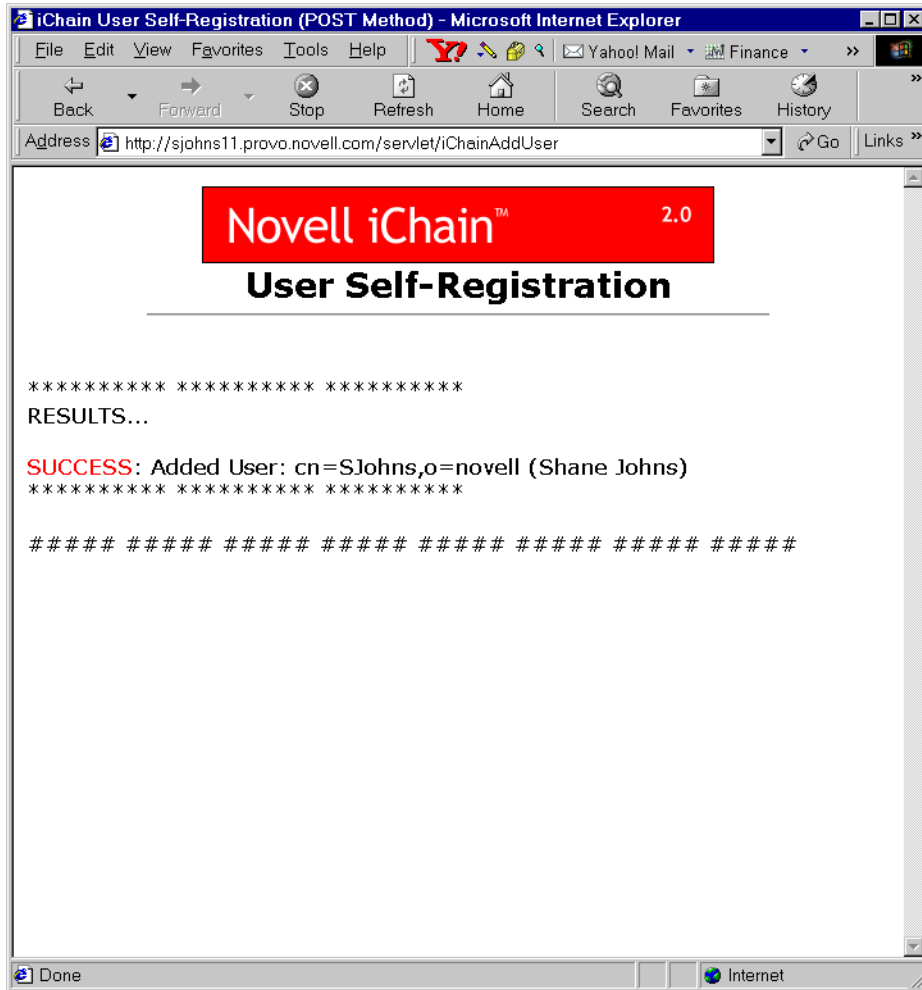 iChain User Self-Registration (POST Method) - Microsoft Internet Explorer
File Edit View Favorites Tools Help Y! Yahoo! Mail Finance »
Back Forward Stop Refresh Home Search Favorites History »
Address http://sjohns11.provo.novell.com/servlet/iChainAddUser Go Links »
Novell iChain™ 2.0
User Self-Registration
********** ********** **********
RESULTS...
SUCCESS: Added User: cn=SJohns,o=novell (Shane Johns)
********** ********** **********
##### ##### ##### ##### ##### ##### ##### #####
Done Internet